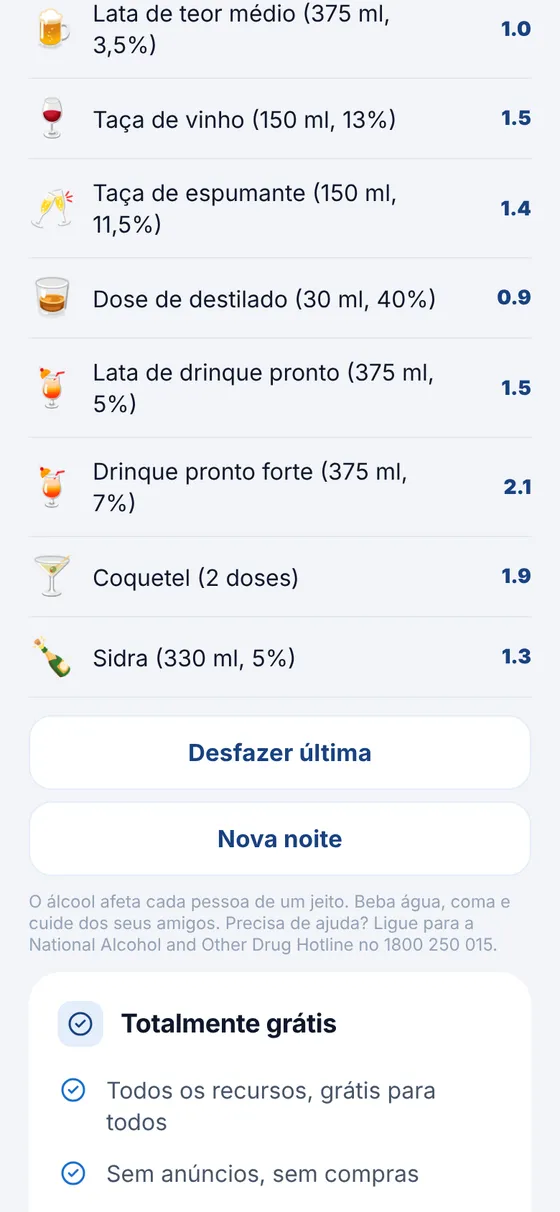 Lata de teor médio (375 ml,
3,5%)
1.0
Taça de vinho (150 ml, 13%)
1.5
Taça de espumante (150 ml,
11,5%)
1.4
Dose de destilado (30 ml, 40%)
0.9
Lata de drinque pronto (375 ml,
5%)
1.5
Drinque pronto forte (375 ml,
7%)
2.1
Coquetel (2 doses)
1.9
Sidra (330 ml, 5%)
1.3
Desfazer última
Nova noite
O álcool afeta cada pessoa de um jeito. Beba água, coma e
cuide dos seus amigos. Precisa de ajuda? Ligue para a
National Alcohol and Other Drug Hotline no 1800 250 015.
Totalmente grátis
Todos os recursos, grátis para
todos
Sem anúncios, sem compras